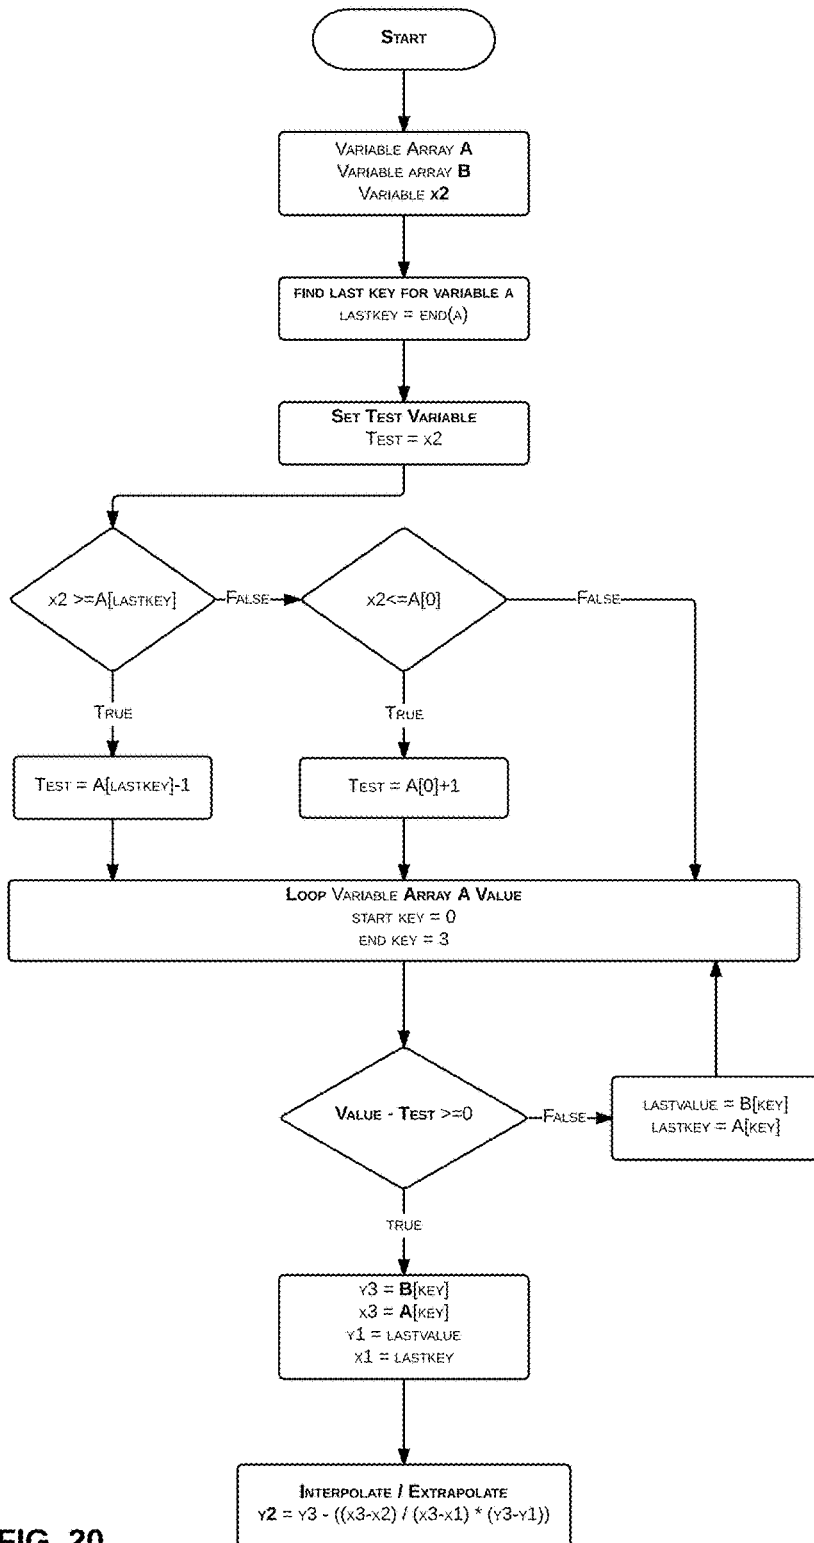 START
VARIABLE ARRAY A
VARIABLE ARRAY B
VARIABLE X2
FIND LAST KEY FOR VARIABLE A
LASTKEY = END(A)
SET TEST VARIABLE
TEST = X2
X2 >=A[LASTKEY]
FALSE
X2<=A[0]
FALSE
TRUE
TRUE
TEST = A[LASTKEY]-1
TEST = A[0]+1
LOOP VARIABLE ARRAY A VALUE
START KEY = 0
END KEY = 3
VALUE - TEST >=0
FALSE
LASTVALUE = B[KEY]
LASTKEY = A[KEY]
TRUE
Y3 = B[KEY]
X3 = A[KEY]
Y1 = LASTVALUE
X1 = LASTKEY
INTERPOLATE / EXTRAPOLATE
Y2 = Y3 - ((X3-X2) / (X3-X1) * (Y3-Y1))
FIG. 20